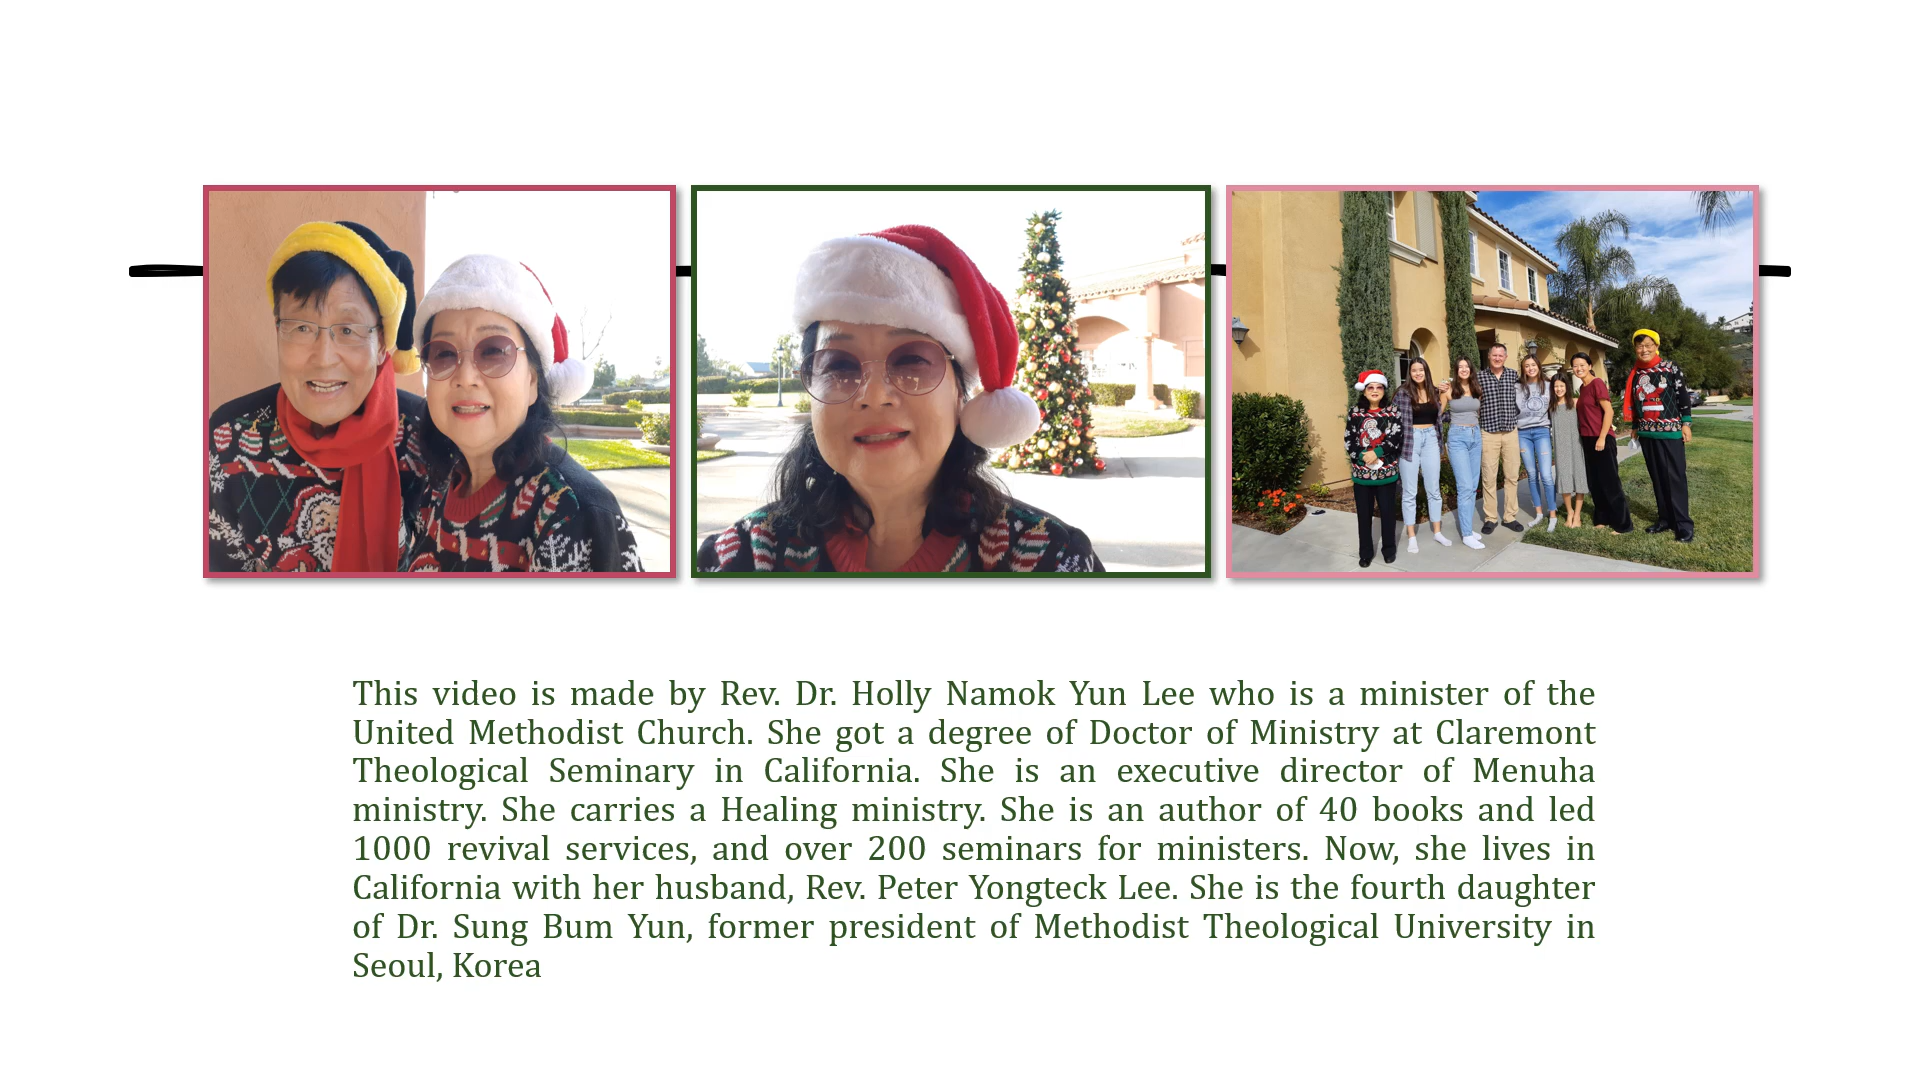 This video is made by Rev. Dr. Holly Namok Yun Lee who is a minister of the
United Methodist Church. She got a degree of Doctor of Ministry at Claremont
Theological Seminary in California. She is an executive director of Menuha
ministry. She carries a Healing ministry. She is an author of 40 books and led
1000 revival services, and over 200 seminars for ministers. Now, she lives in
California with her husband, Rev. Peter Yongteck Lee. She is the fourth daughter
of Dr. Sung Bum Yun, former president of Methodist Theological University in
Seoul, Korea